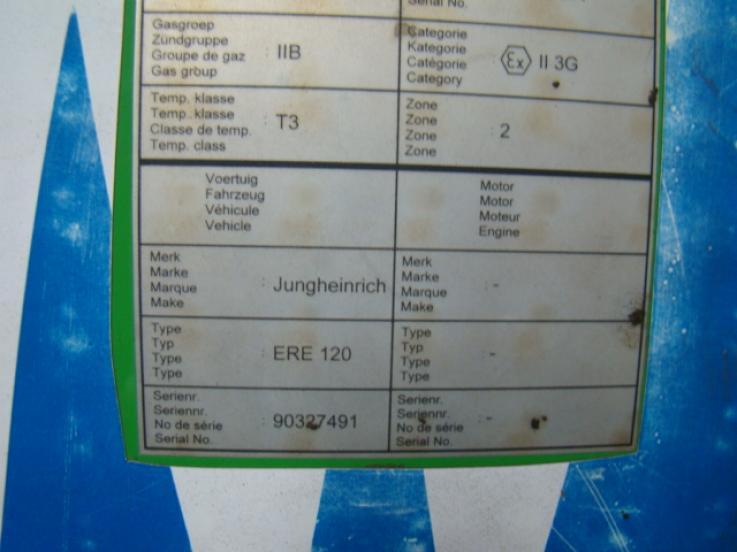 Serial No.
Gasgroep
Zündgruppe
Groupe de gaz
Gas group
: IIB
Categorie
Kategorie
Catégorie
Category
: Ex II 3G
Temp. klasse
Temp. klasse
Classe de temp.
Temp. class
: T3
Zone
Zone
Zone
Zone
: 2
Voertuig
Fahrzeug
Véhicule
Vehicle
Motor
Motor
Moteur
Engine
Merk
Marke
Marque
Make
: Jungheinrich
Merk
Marke
Marque
Make
: -
Type
Typ
Type
Type
: ERE 120
Type
Typ
Type
Type
: -
Serienr.
Seriennr.
No de série
Serial No.
: 90327491
Serienr.
Seriennr.
No de série
Serial No.
: -